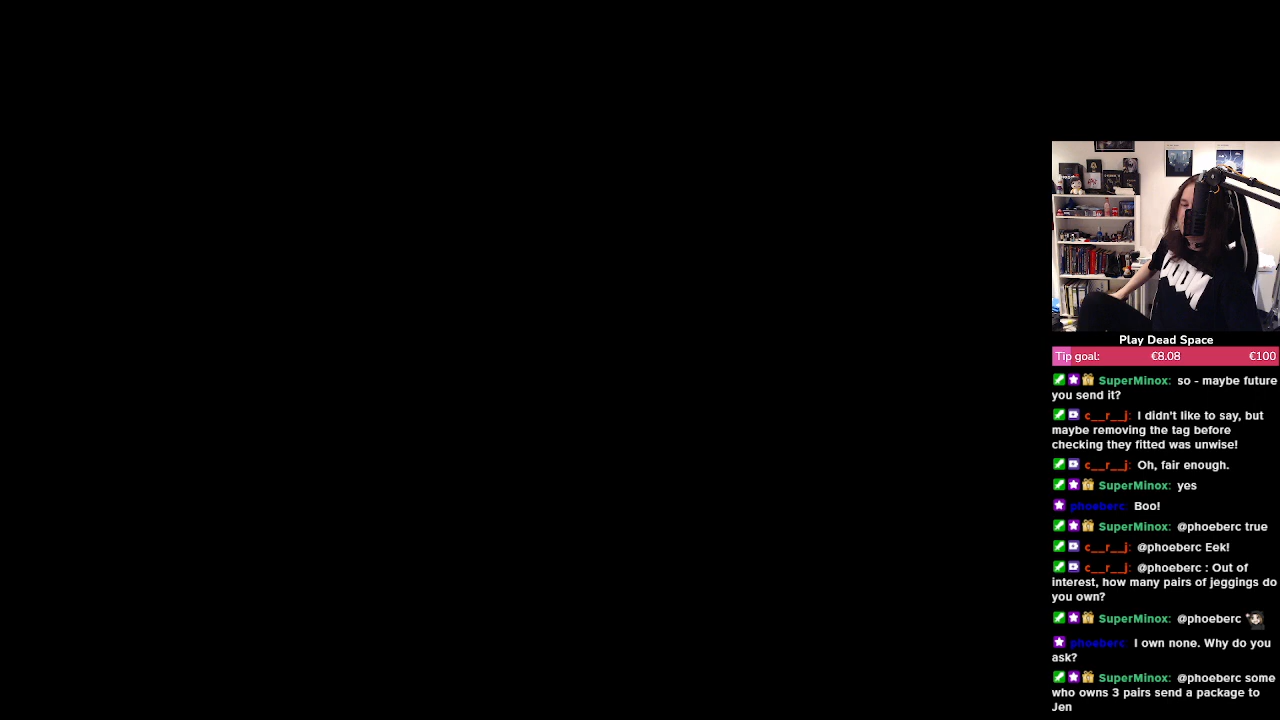 DOOM
Play Dead Space
Tip goal: €8.08 €100
SuperMinox: so - maybe future
you send it?
c__r__j: I didn't like to say, but
maybe removing the tag before
checking they fitted was unwise!
c__r__j: Oh, fair enough.
SuperMinox: yes
phoeberc: Boo!
SuperMinox: @phoeberc true
c__r__j: @phoeberc Eek!
c__r__j: @phoeberc : Out of
interest, how many pairs of jeggings do
you own?
SuperMinox: @phoeberc
phoeberc: I own none. Why do you
ask?
SuperMinox: @phoeberc some
who owns 3 pairs send a package to
Jen